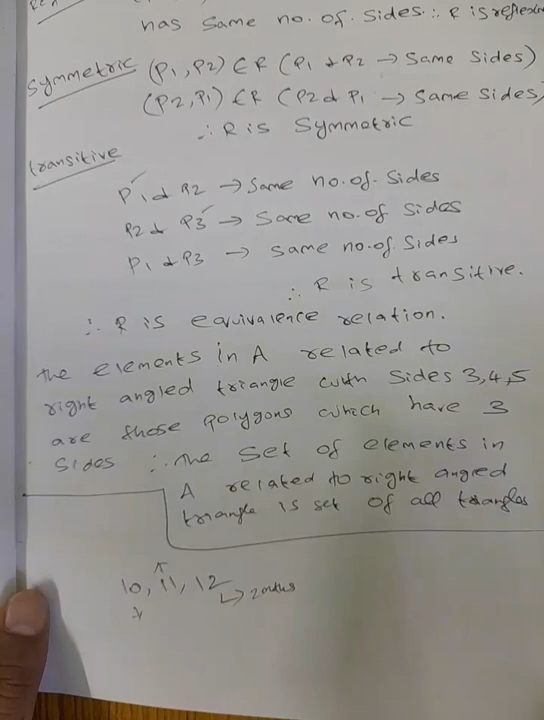 has same no. of. sides. ∴ R is reflexiv
Symmetric (P1, P2) ∈ R (P1 & P2 → Same sides)
(P2, P1) ∈ R (P2 & P1 → Same sides)
∴ R is Symmetric
transitive
P1 & P2 → Same no.of. sides
P2 & P3 → Same no.of sides
P1 & P3 → same no.of. sides
∴ R is transitive.
∴ R is equivalence relation.
the elements in A related to
right angled triangle with sides 3,4,5
are those polygons which have 3
sides ∴ The set of elements in
A related to right angled
triangle is set of all triangles
10, 11, 12